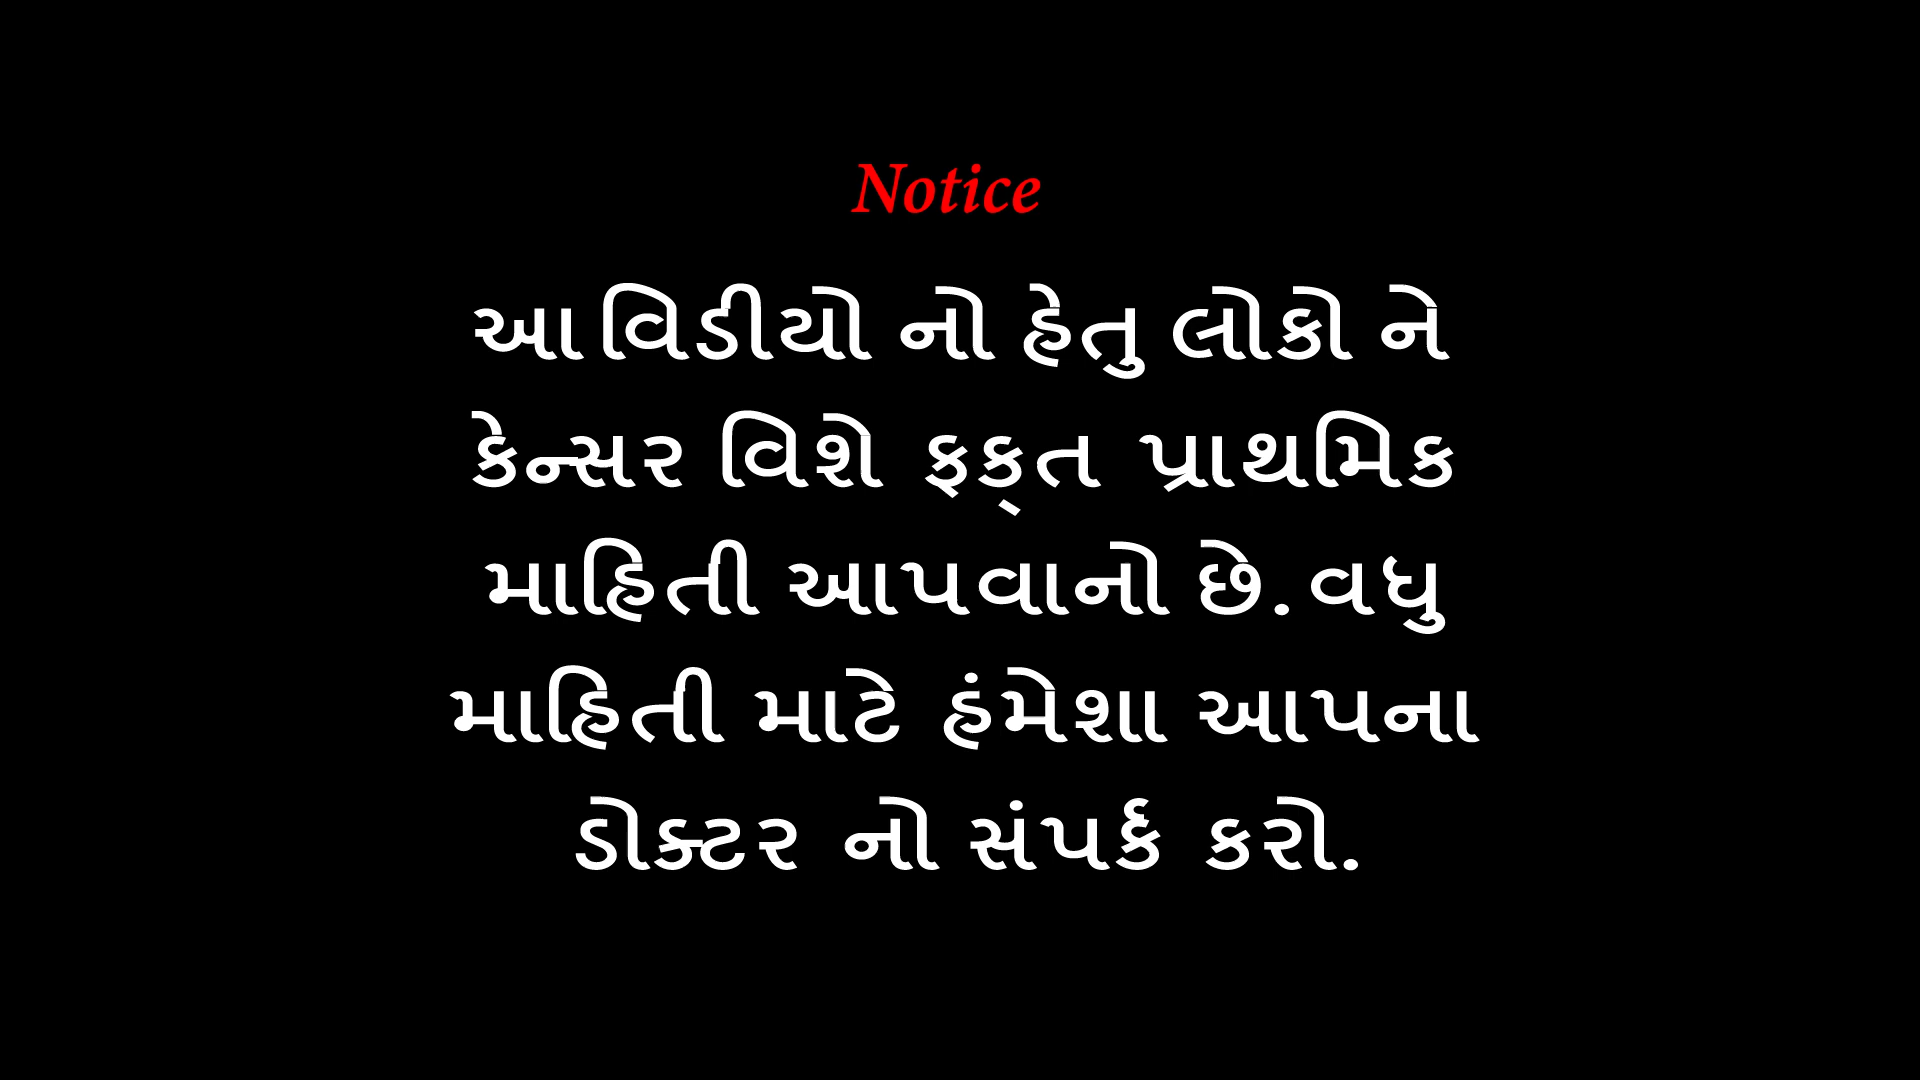 Notice
આ વિડીયો નો હેતુ લોકો ને
કેન્સર વિશે ફક્‌ત પ્રાથમિક
માહિતી આપવાનો છે. વધુ
માહિતી માટે હંમેશા આપના
ડોક્ટર નો સંપર્ક કરો.